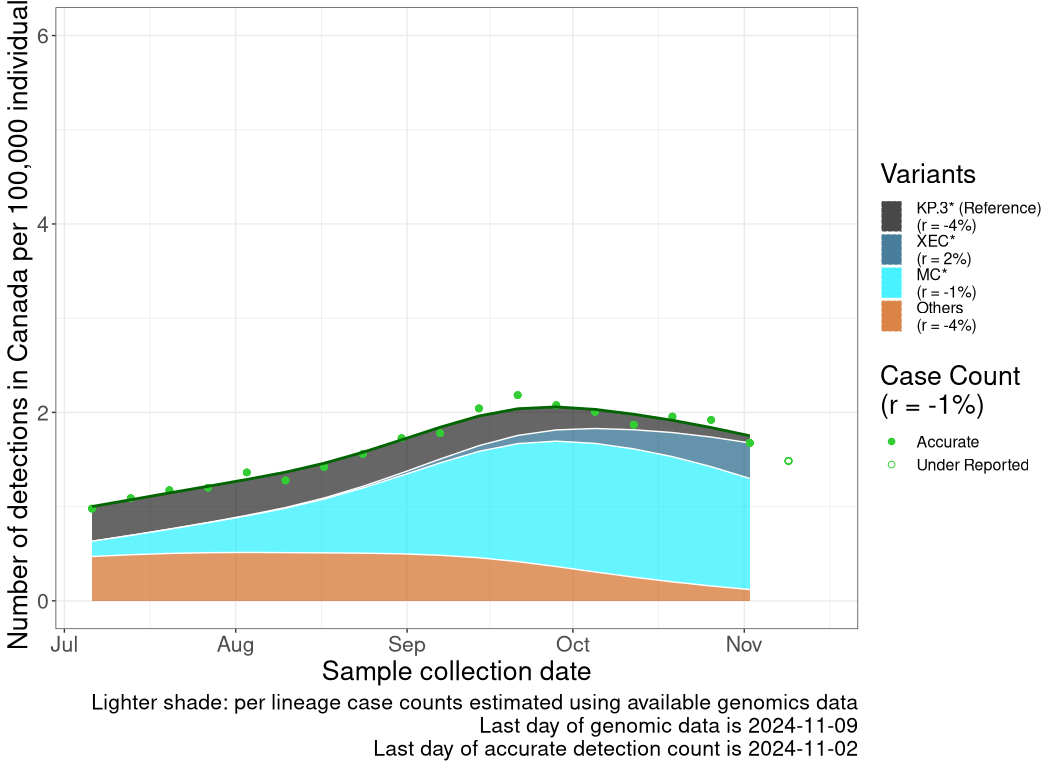 Number of detections in Canada per 100,000 individual
6
4
2
0
Jul Aug Sep Oct Nov
Sample collection date
Lighter shade: per lineage case counts estimated using available genomics data
Last day of genomic data is 2024-11-09
Last day of accurate detection count is 2024-11-02
Variants
KP.3* (Reference)
(r = -4%)
XEC*
(r = 2%)
MC*
(r = -1%)
Others
(r = -4%)
Case Count
(r = -1%)
Accurate
Under Reported